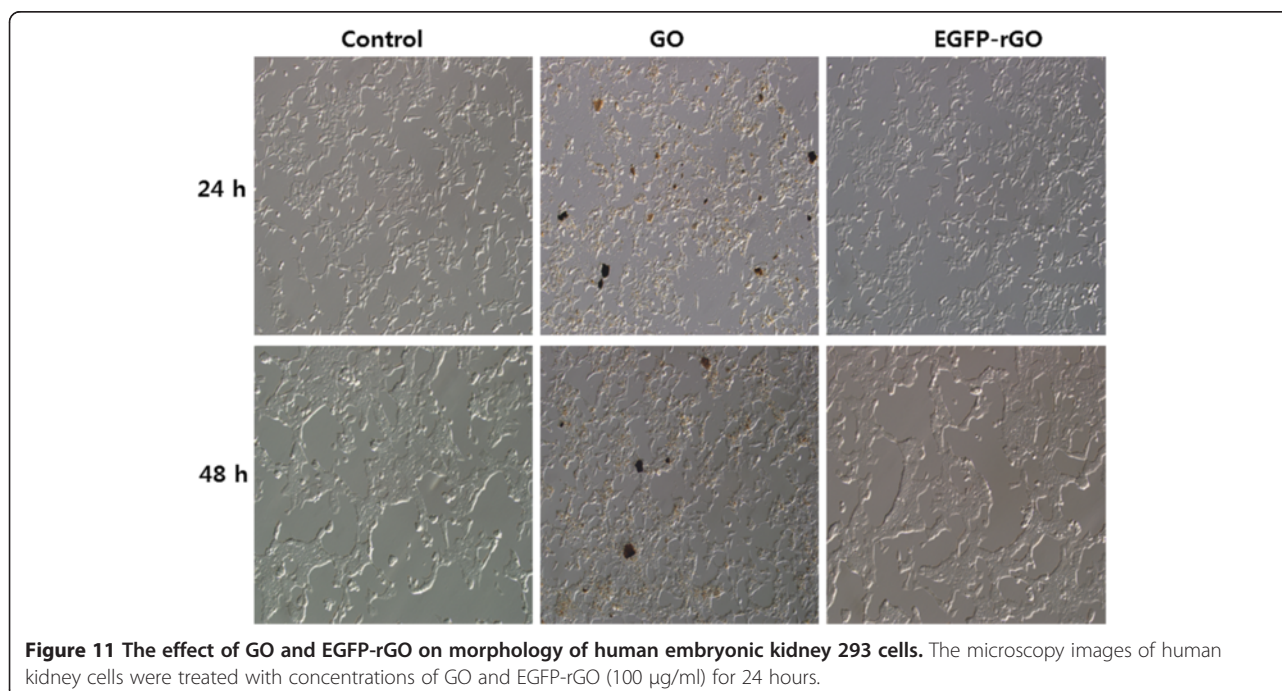 Control GO EGFP-rGO
24 h
48 h
Figure 11 The effect of GO and EGFP-rGO on morphology of human embryonic kidney 293 cells. The microscopy images of human
kidney cells were treated with concentrations of GO and EGFP-rGO (100 μg/ml) for 24 hours.